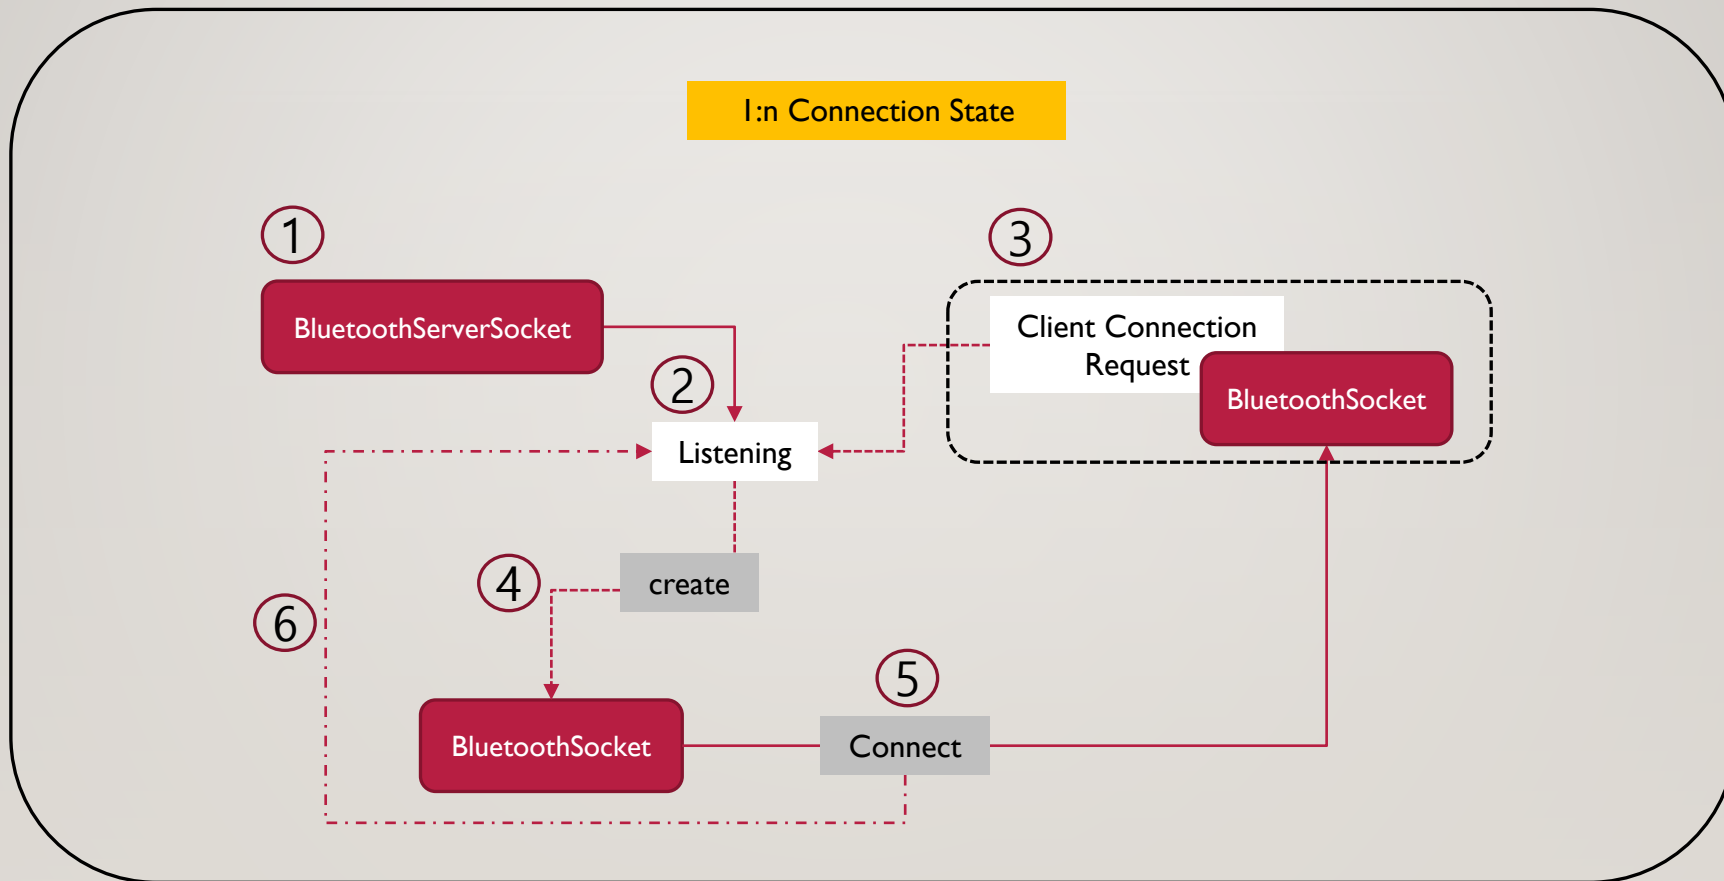 1:n Connection State
1
3
BluetoothServerSocket
Client Connection
Request
2
BluetoothSocket
Listening
4
create
6
5
BluetoothSocket
Connect